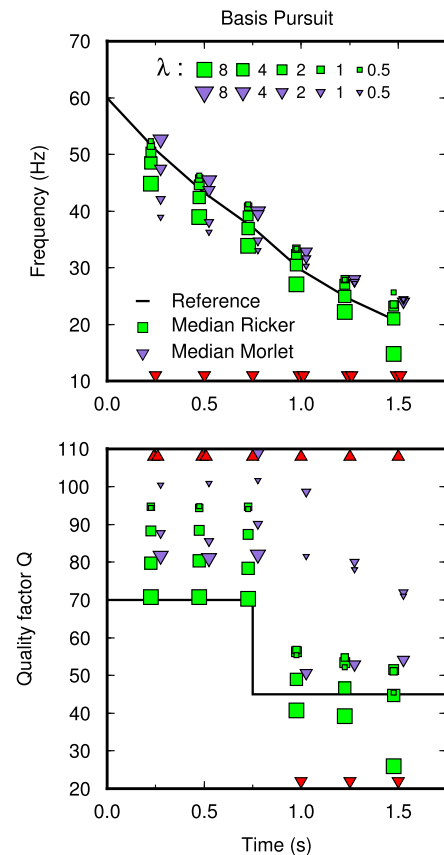 Basis Pursuit
70
60
50
40
30
20
10
Frequency (Hz)
λ : 8 4 2 1 0.5
8 4 2 1 0.5
Reference
Median Ricker
Median Morlet
0.0 0.5 1.0 1.5
110
100
90
80
70
60
50
40
30
20
Quality factor Q
0.0 0.5 1.0 1.5
Time (s)